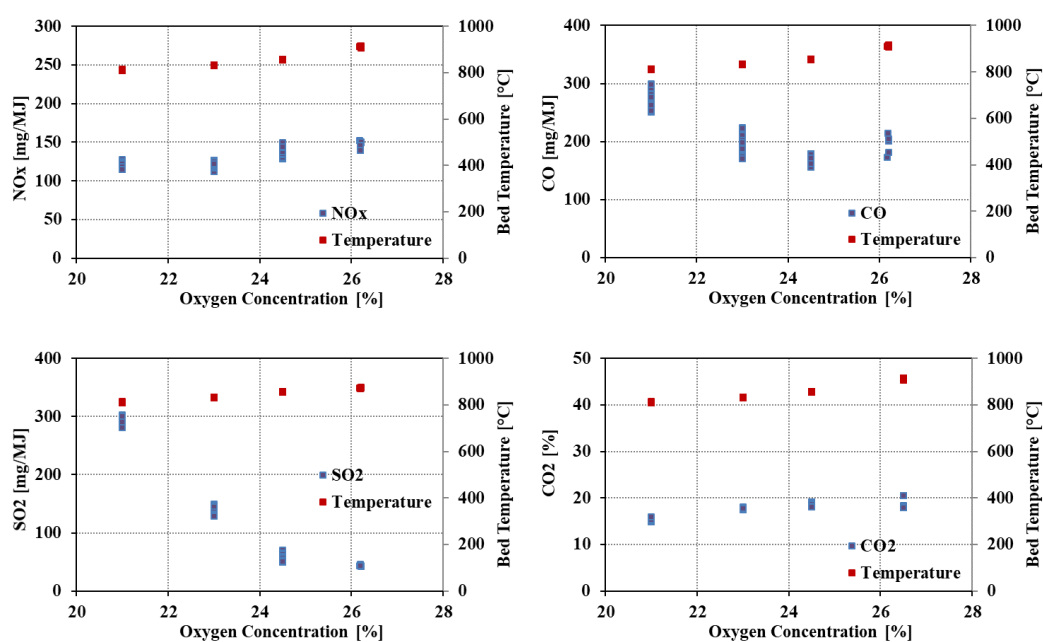 300
250
200
150
100
50
0
NOx [mg/MJ]
1000
800
600
400
200
0
Bed Temperature [°C]
NOx
Temperature
20 22 24 26 28
Oxygen Concentration [%]
400
300
200
100
0
CO [mg/MJ]
1000
800
600
400
200
0
Bed Temperature [°C]
CO
Temperature
20 22 24 26 28
Oxygen Concentration [%]
400
300
200
100
0
SO2 [mg/MJ]
1000
800
600
400
200
0
Bed Temperature [°C]
SO2
Temperature
20 22 24 26 28
Oxygen Concentration [%]
50
40
30
20
10
0
CO2 [%]
1000
800
600
400
200
0
Bed Temperature [°C]
CO2
Temperature
20 22 24 26 28
Oxygen Concentration [%]